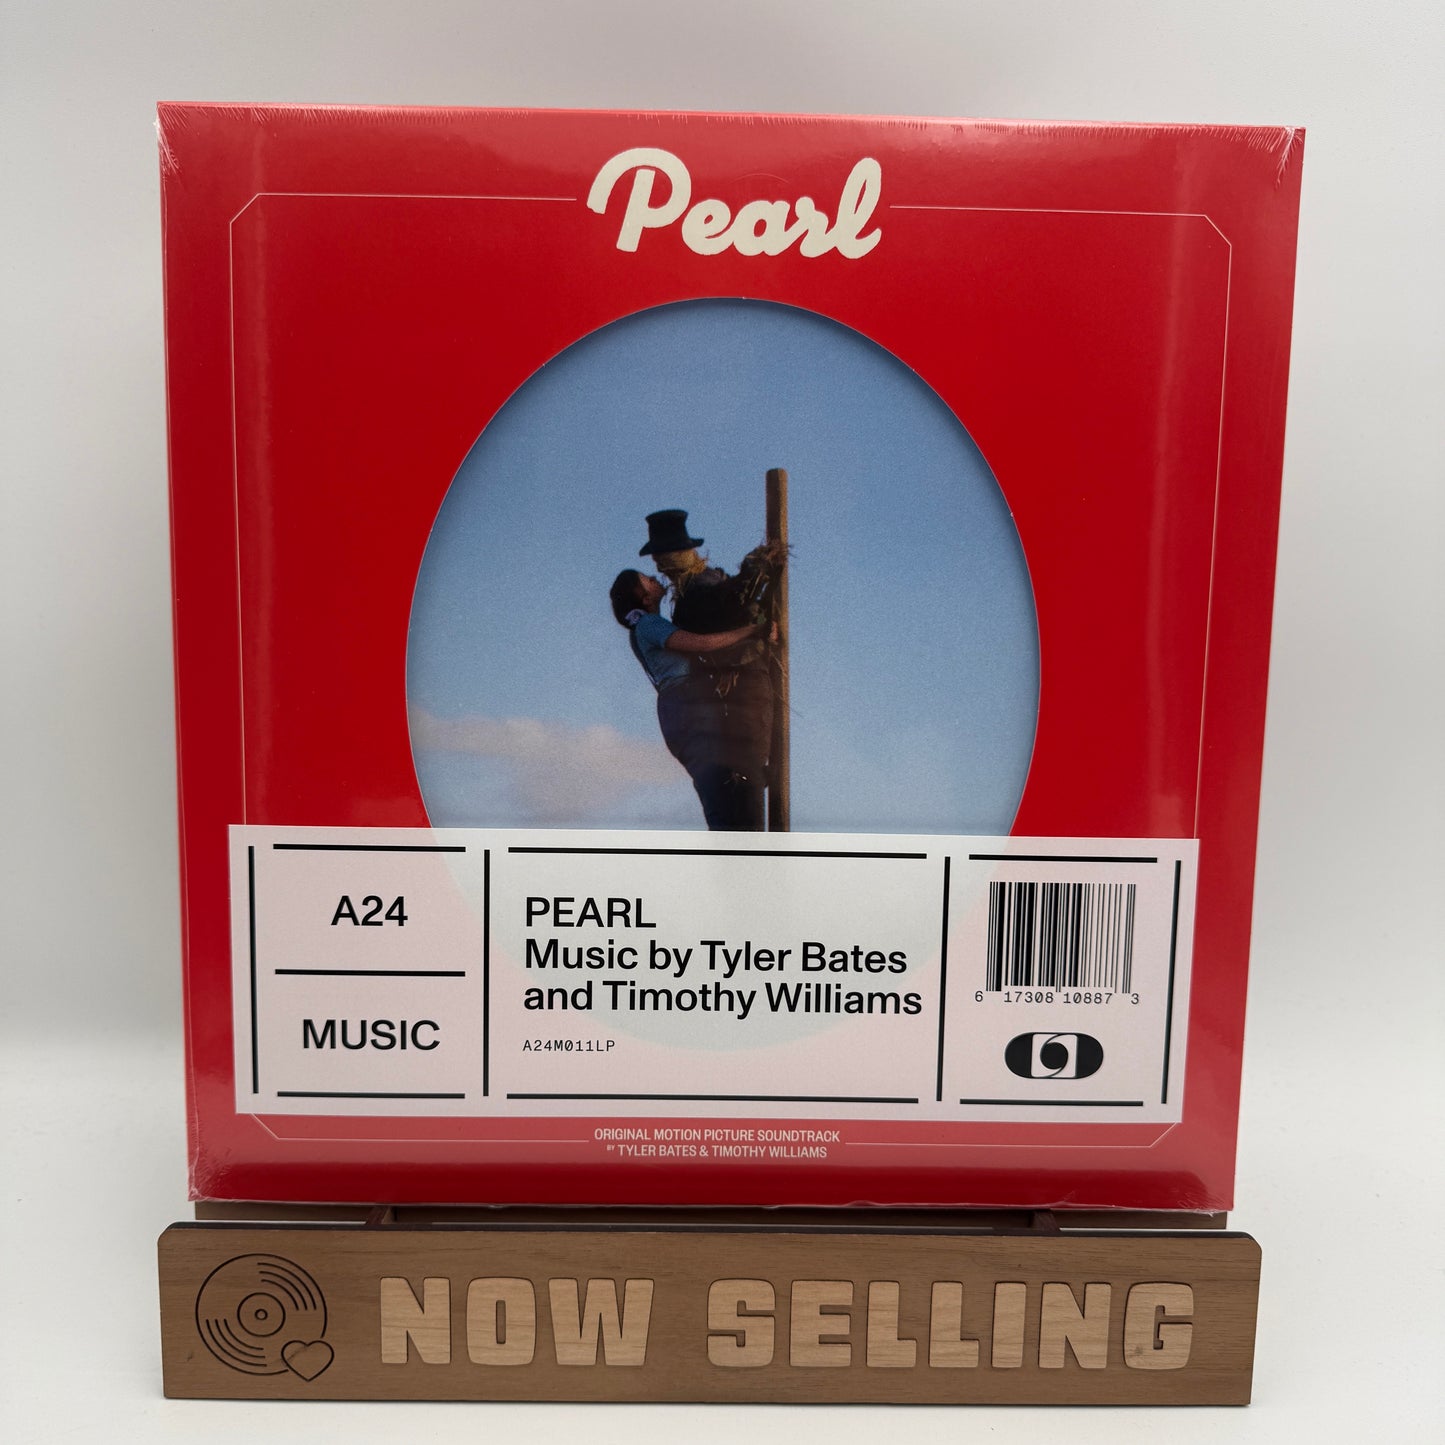 Pearl
A24
MUSIC
PEARL
Music by Tyler Bates
and Timothy Williams
A24M011LP
6 17308 10887 3
ORIGINAL MOTION PICTURE SOUNDTRACK
BY TYLER BATES & TIMOTHY WILLIAMS
NOW SELLING